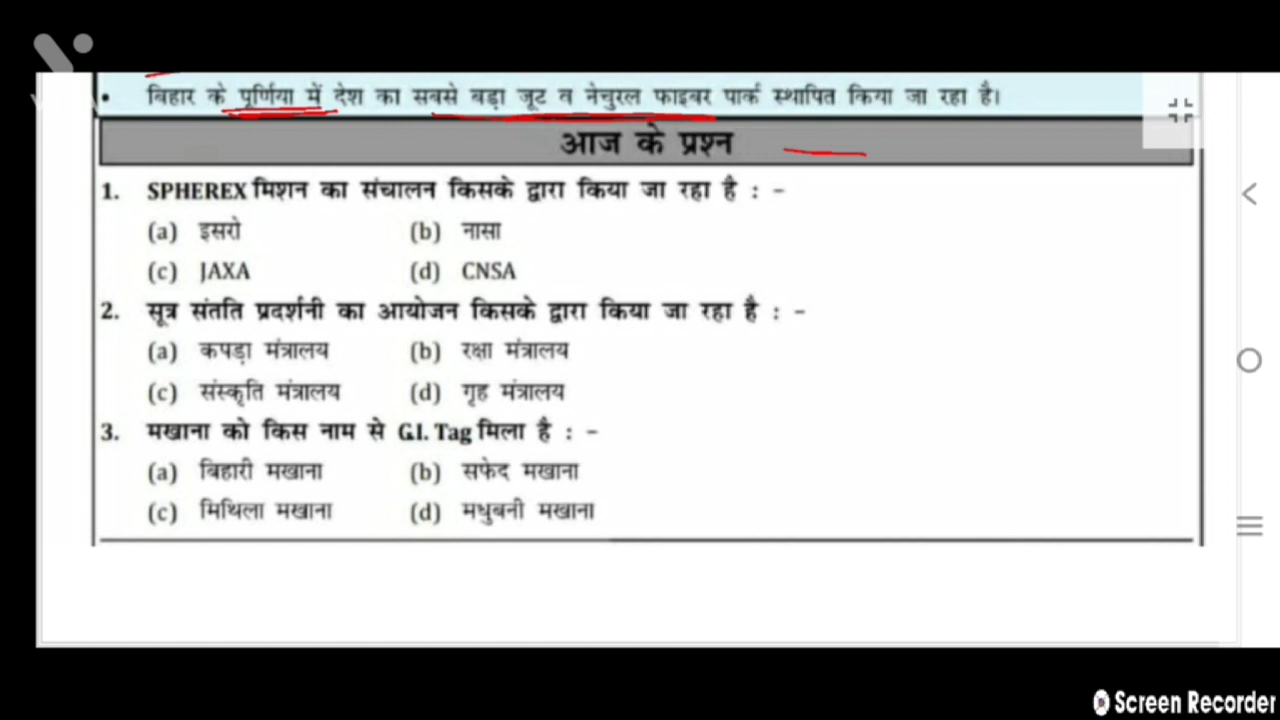 • बिहार के पूर्णिया में देश का सबसे बड़ा जूट व नेचुरल फाइबर पार्क स्थापित किया जा रहा है।
आज के प्रश्न
1. SPHEREX मिशन का संचालन किसके द्वारा किया जा रहा है : -
(a) इसरो (b) नासा
(c) JAXA (d) CNSA
2. सूत्र संतति प्रदर्शनी का आयोजन किसके द्वारा किया जा रहा है : -
(a) कपड़ा मंत्रालय (b) रक्षा मंत्रालय
(c) संस्कृति मंत्रालय (d) गृह मंत्रालय
3. मखाना को किस नाम से G.I. Tag मिला है : -
(a) बिहारी मखाना (b) सफेद मखाना
(c) मिथिला मखाना (d) मधुबनी मखाना
Screen Recorder